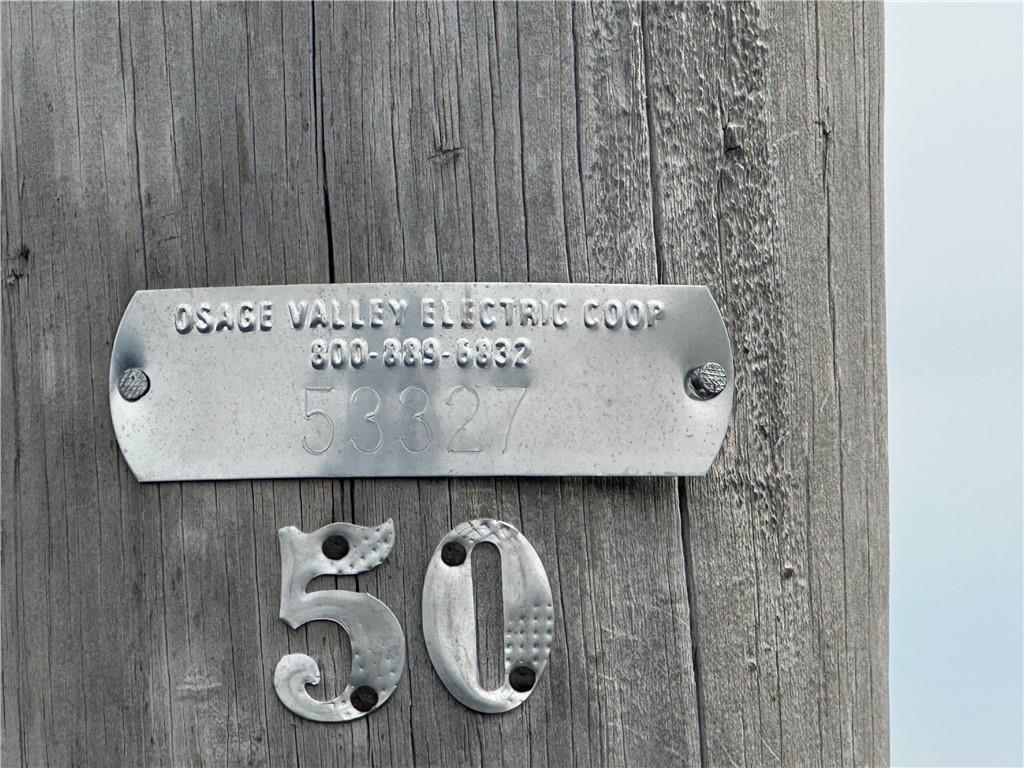 OSAGE VALLEY ELECTRIC COOP
800-889-6832
53327
50